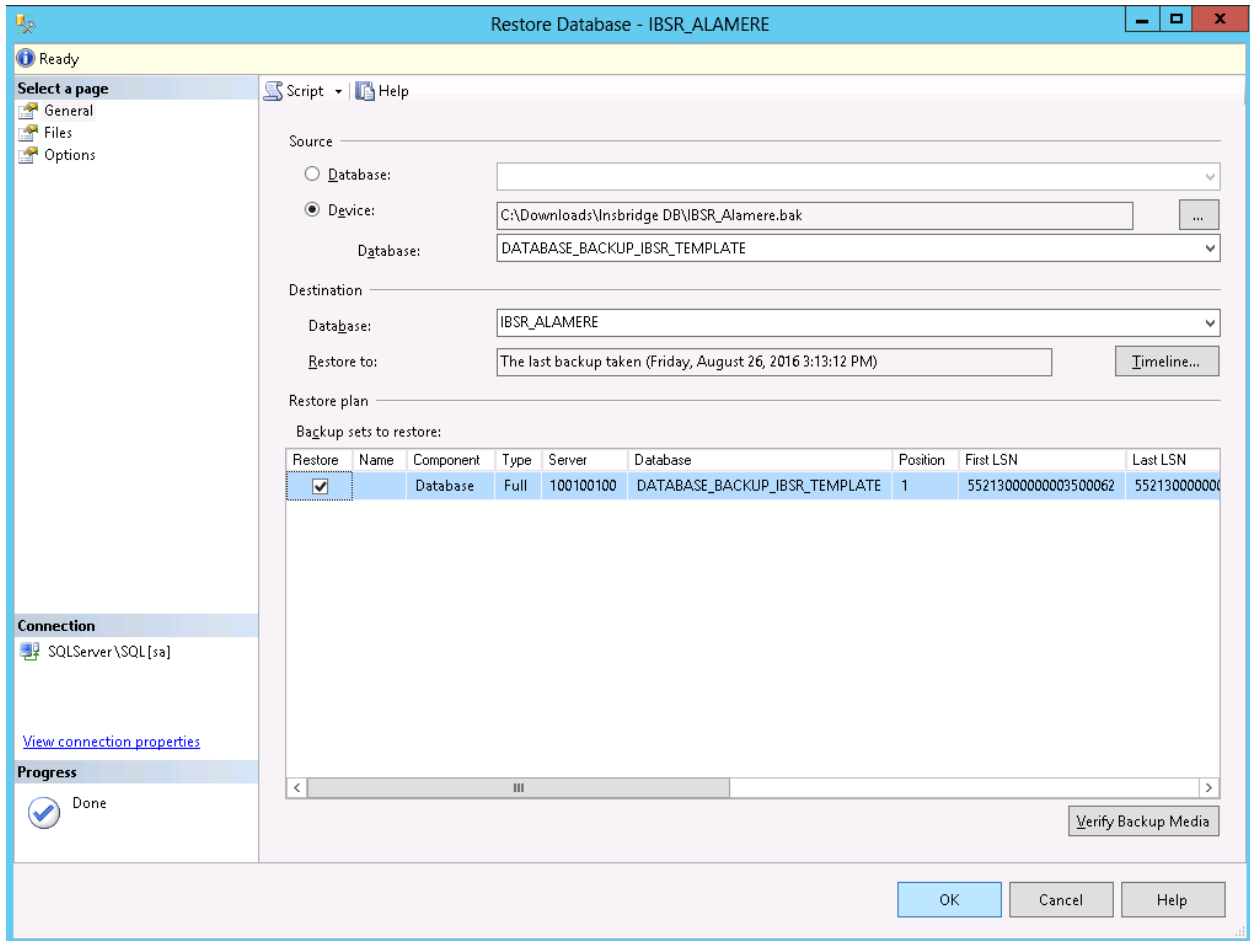 Restore Database - IBSR_ALAMERE
Ready
Select a page
General
Files
Options
Script Help
Source
Database:
Device: C:\Downloads\Insbridge DB\IBSR_Alamere.bak ...
Database: DATABASE_BACKUP_IBSR_TEMPLATE
Destination
Database: IBSR_ALAMERE
Restore to: The last backup taken (Friday, August 26, 2016 3:13:12 PM) Timeline...
Restore plan
Backup sets to restore:
Restore Name Component Type Server Database Position First LSN Last LSN
Database Full 100100100 DATABASE_BACKUP_IBSR_TEMPLATE 1 55213000000003500062
Connection
SQLServer\SQL[sa]
View connection properties
Progress
Done
Verify Backup Media
OK Cancel Help